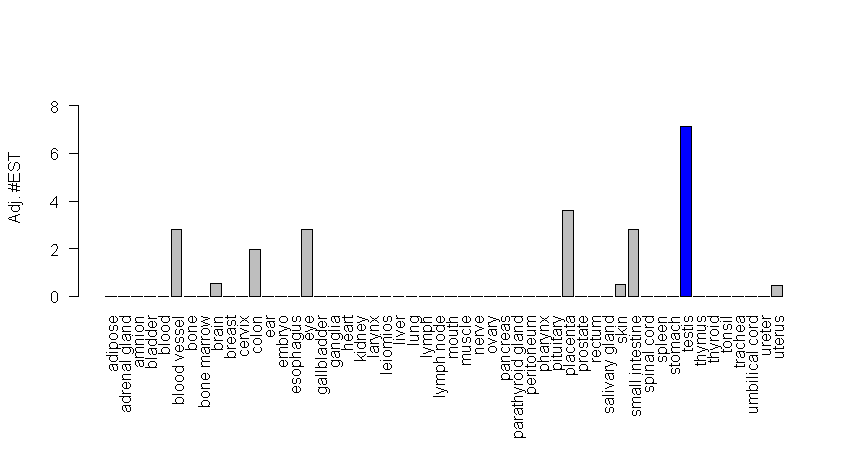 Adj. #EST
8
6
4
2
0
adipose
adrenal gland
amnion
bladder
blood
blood vessel
bone
bone marrow
brain
breast
cervix
colon
ear
embryo
esophagus
eye
gallbladder
ganglia
heart
kidney
larynx
leiomios
liver
lung
lymph
lymph node
mouth
muscle
nerve
ovary
pancreas
parathyroid gland
peritoneum
pharynx
pituitary
placenta
prostate
rectum
salivary gland
skin
small intestine
spinal cord
spleen
stomach
testis
thymus
thyroid
tonsil
trachea
umbilical cord
ureter
uterus